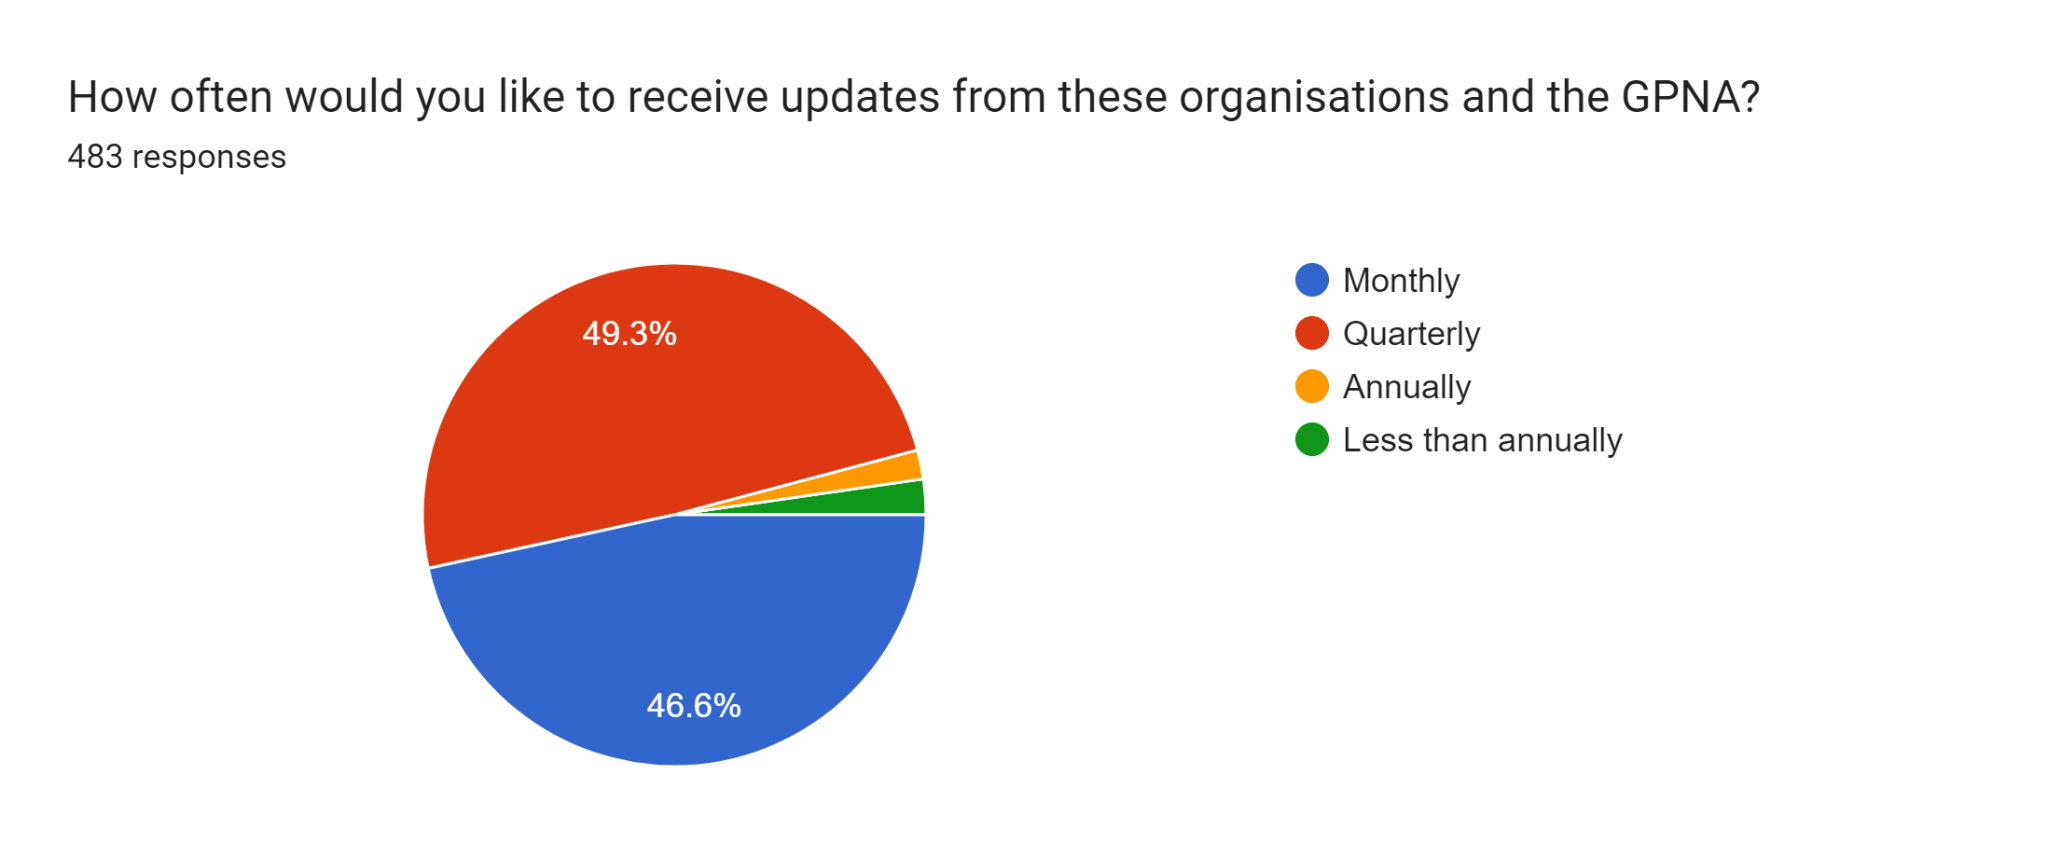 How often would you like to receive updates from these organisations and the GPNA?
483 responses
49.3%
46.6%
Monthly
Quarterly
Annually
Less than annually